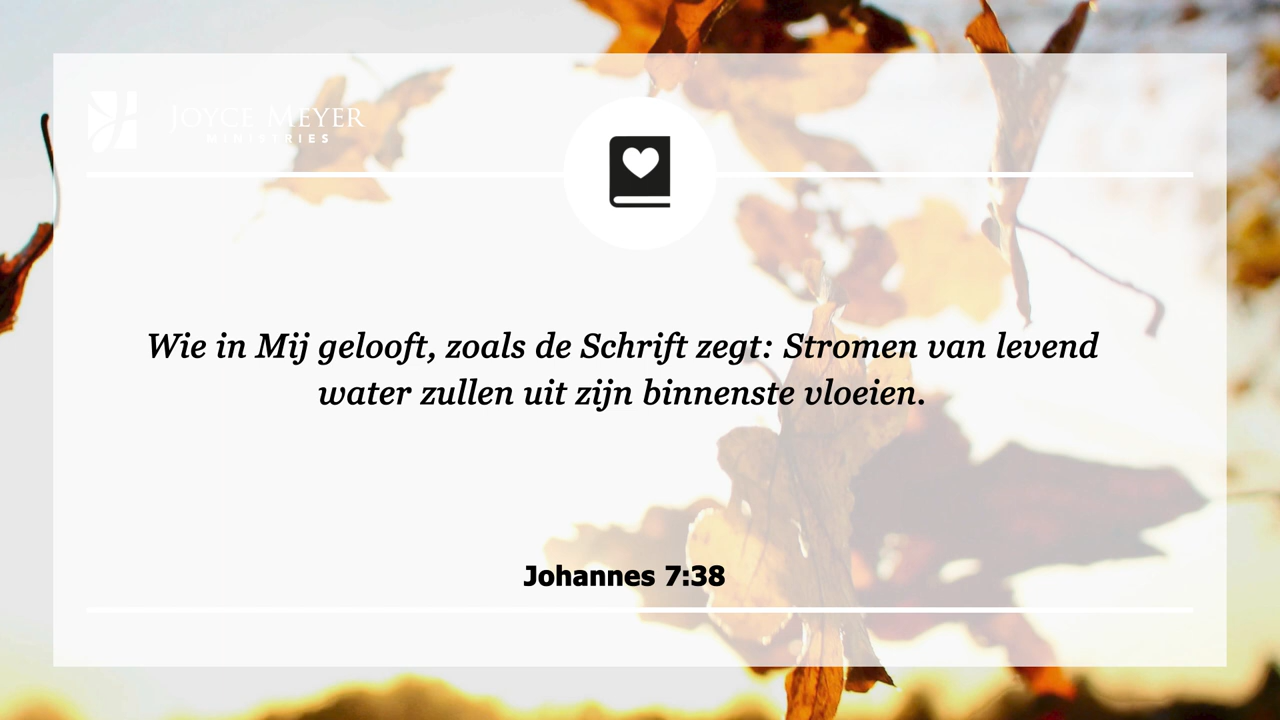 JOYCE MEYER
MINISTRIES
Wie in Mij gelooft, zoals de Schrift zegt: Stromen van levend
water zullen uit zijn binnenste vloeien.
Johannes 7:38